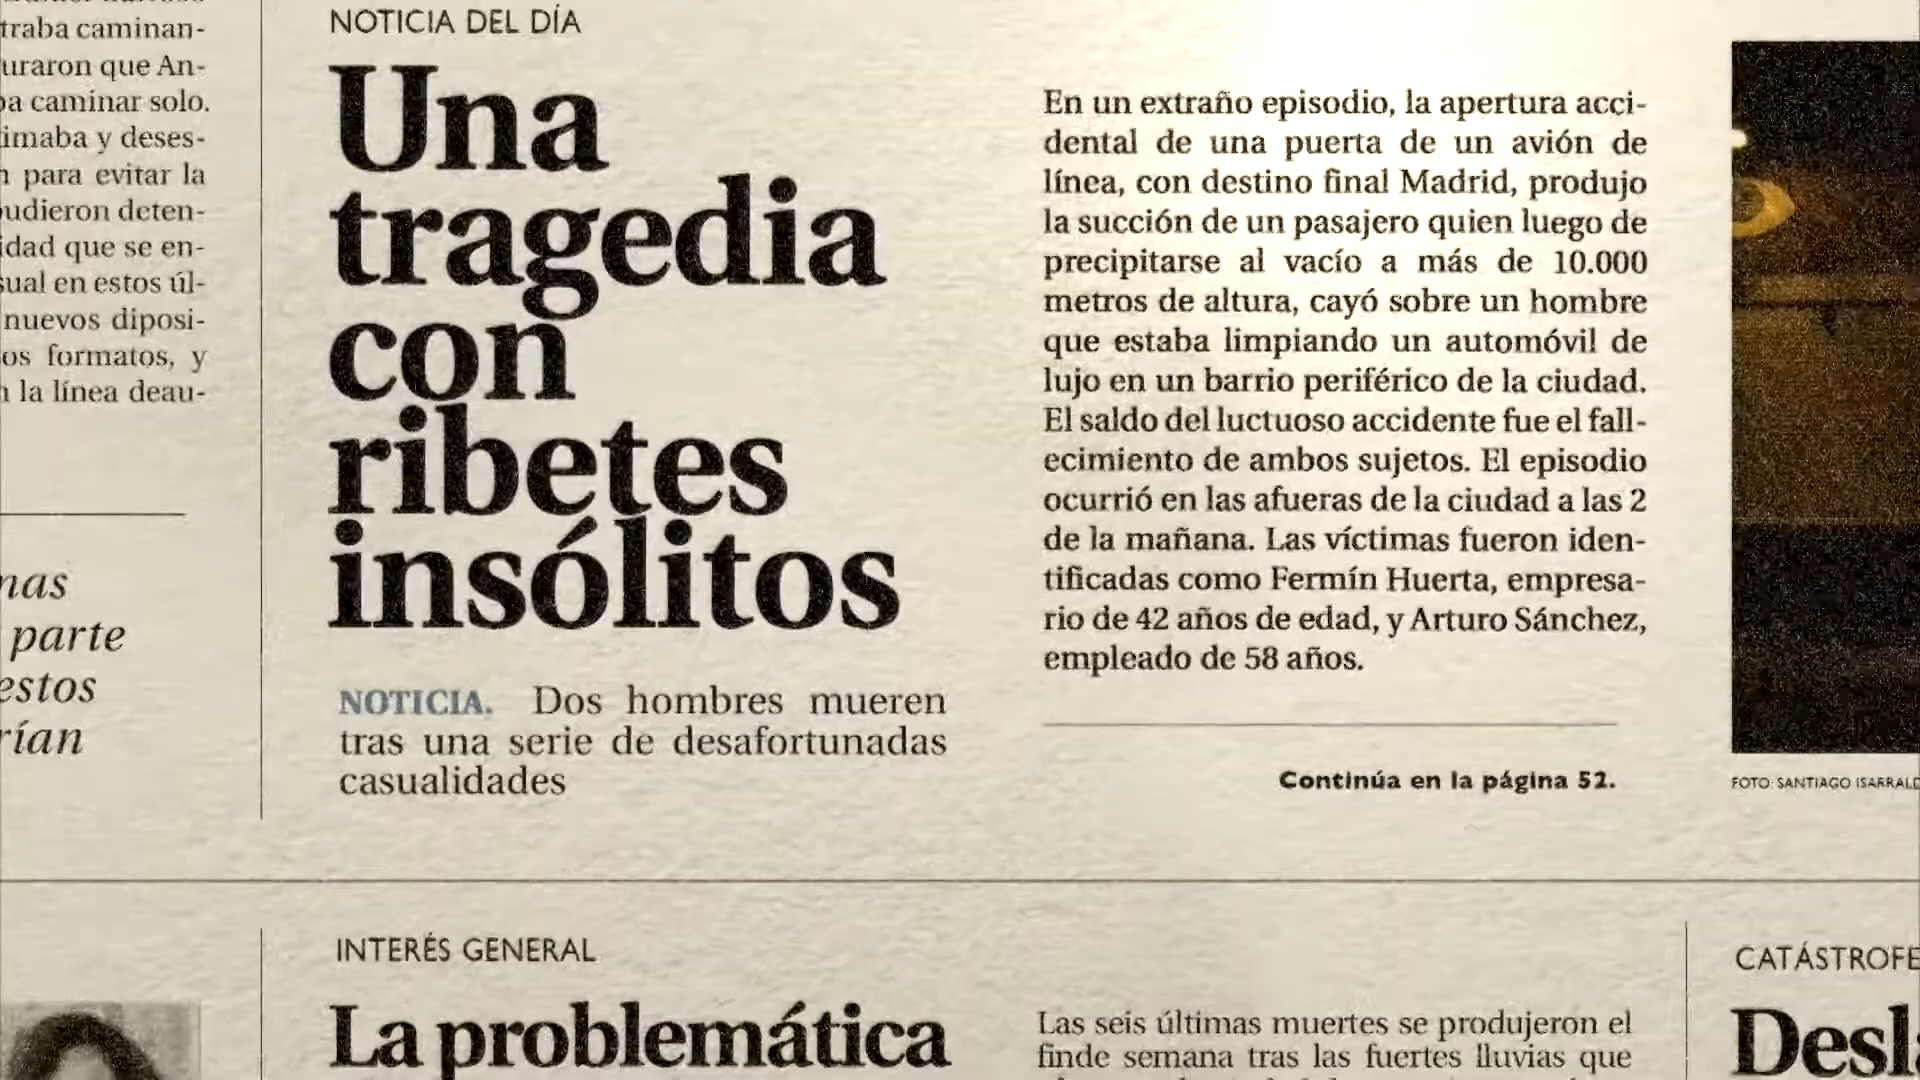 traba caminan-
uraron que An-
a caminar solo.
imaba y deses-
para evitar la
udieron deten-
idad que se en-
sual en estos úl-
nuevos diposi-
os formatos, y
la línea deau-
nas
parte
estos
rían
NOTICIA DEL DÍA
Una
tragedia
con
ribetes
insólitos
NOTICIA. Dos hombres mueren
tras una serie de desafortunadas
casualidades
En un extraño episodio, la apertura acci-
dental de una puerta de un avión de
línea, con destino final Madrid, produjo
la succión de un pasajero quien luego de
precipitarse al vacío a más de 10.000
metros de altura, cayó sobre un hombre
que estaba limpiando un automóvil de
lujo en un barrio periférico de la ciudad.
El saldo del luctuoso accidente fue el fall-
ecimiento de ambos sujetos. El episodio
ocurrió en las afueras de la ciudad a las 2
de la mañana. Las víctimas fueron iden-
tificadas como Fermín Huerta, empresa-
rio de 42 años de edad, y Arturo Sánchez,
empleado de 58 años.
Continúa en la página 52.
FOTO: SANTIAGO ISARRALD
INTERÉS GENERAL
La problemática
Las seis últimas muertes se produjeron el
finde semana tras las fuertes lluvias que
CATÁSTROFE
Desl